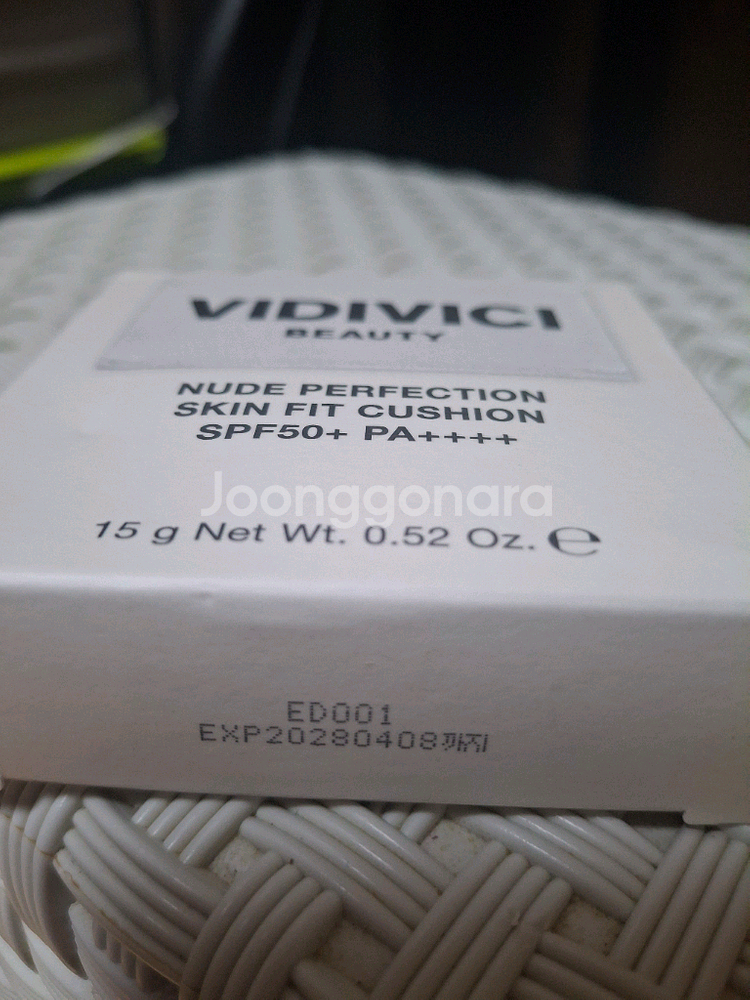 VIDIVICI
BEAUTY
NUDE PERFECTION
SKIN FIT CUSHION
SPF50+ PA++++
Joonggonara
15 g Net Wt. 0.52 Oz. ℮
ED001
EXP20280408까지